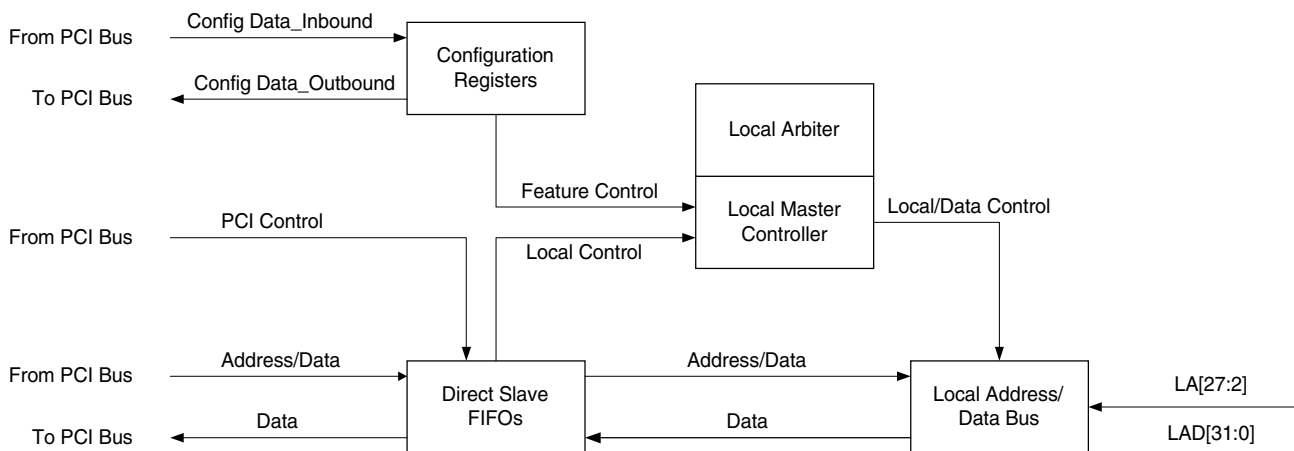 Config Data_Inbound
From PCI Bus
Configuration
Registers
Config Data_Outbound
To PCI Bus
Local Arbiter
Feature Control
Local Master
Controller
Local/Data Control
PCI Control
From PCI Bus
Local Control
Address/Data
From PCI Bus
Direct Slave
FIFOs
Address/Data
Local Address/
Data Bus
LA[27:2]
LAD[31:0]
Data
To PCI Bus
Data